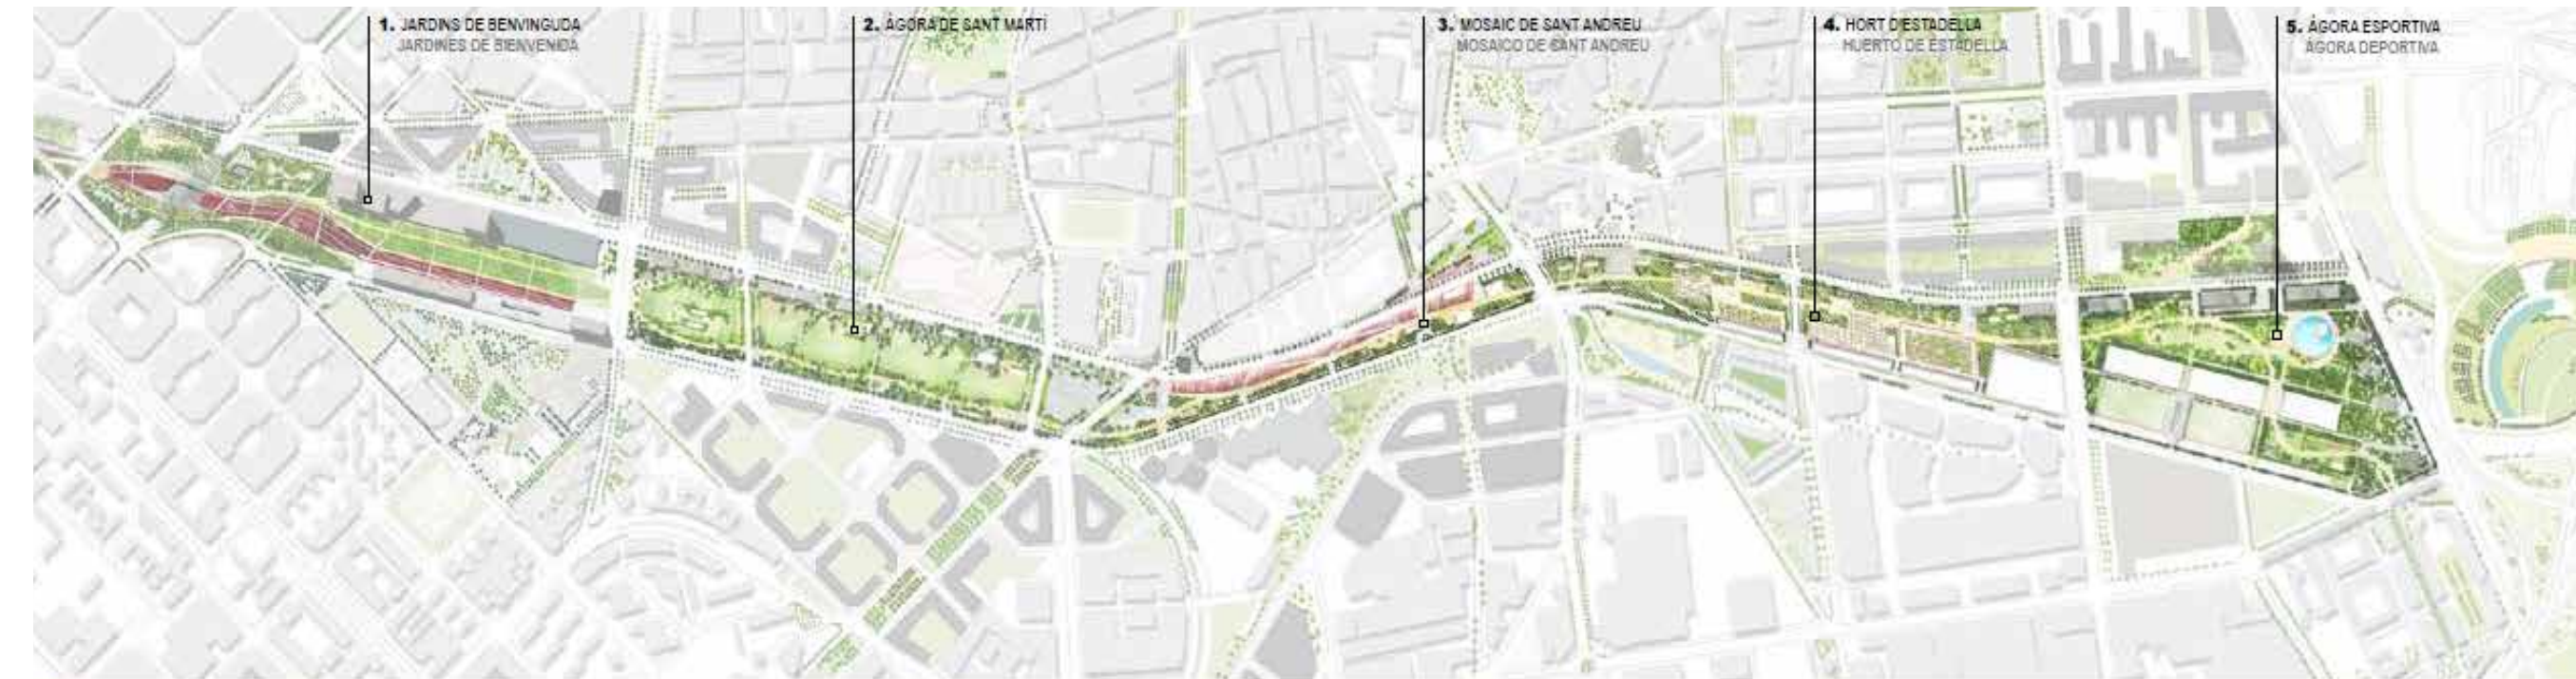 1. JARDINS DE BENVINGUDA
JARDINES DE BIENVENIDA
2. ÀGORA DE SANT MARTÍ
3. MOSAIC DE SANT ANDREU
MOSAICO DE SANT ANDREU
4. HORT D'ESTADELLA
HUERTO DE ESTADELLA
5. ÀGORA ESPORTIVA
ÁGORA DEPORTIVA